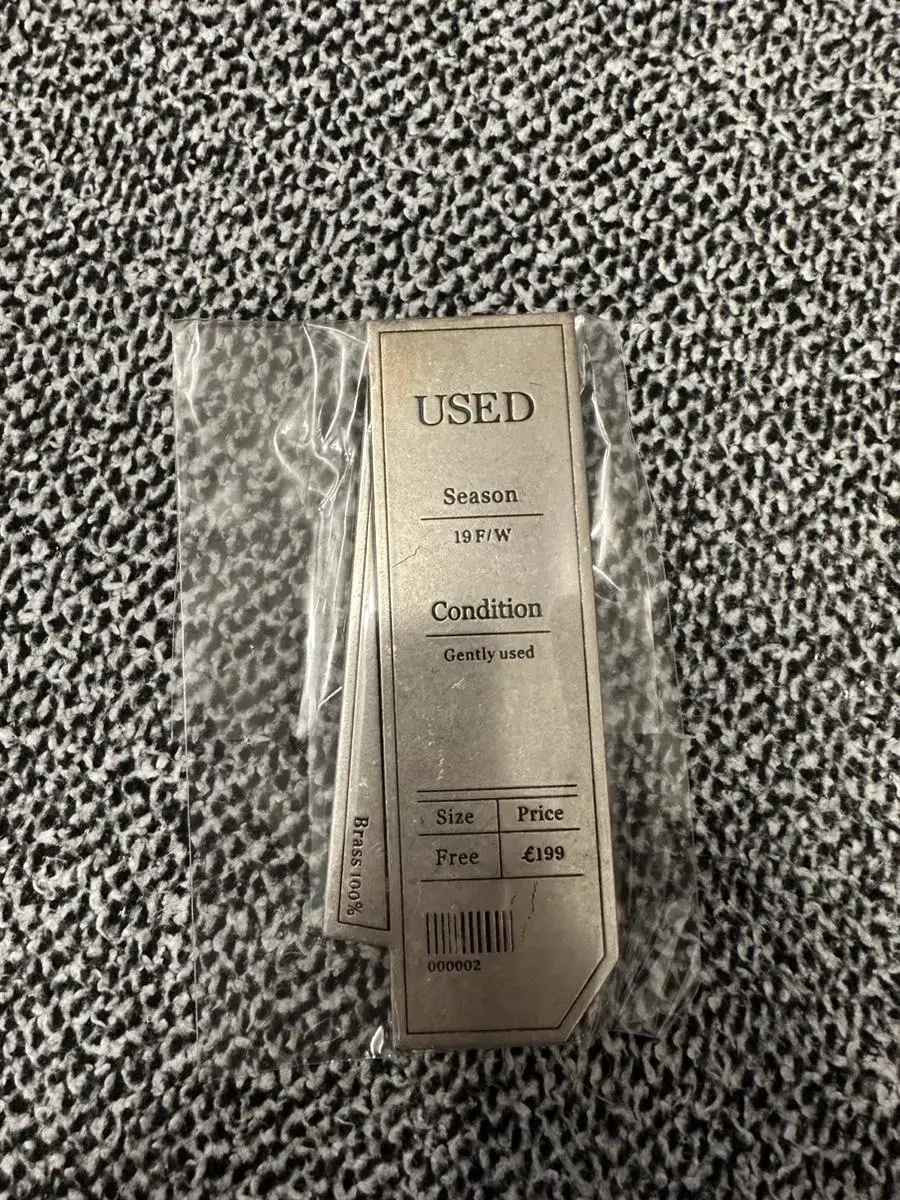 USED
Season
19 F/W
Condition
Gently used
Size Price
Free €199
000002
Brass 100%